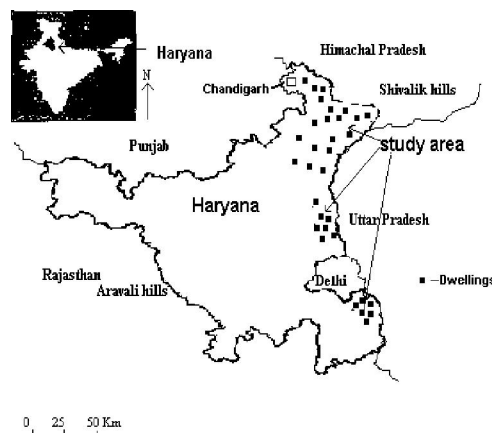 Himachal Pradesh
Haryana
N
Chandigarh
Shivalik hills
Punjab
study area
Haryana
Uttar Pradesh
Rajasthan
Aravali hills
Delhi
–Dwellings
0 25 50 Km